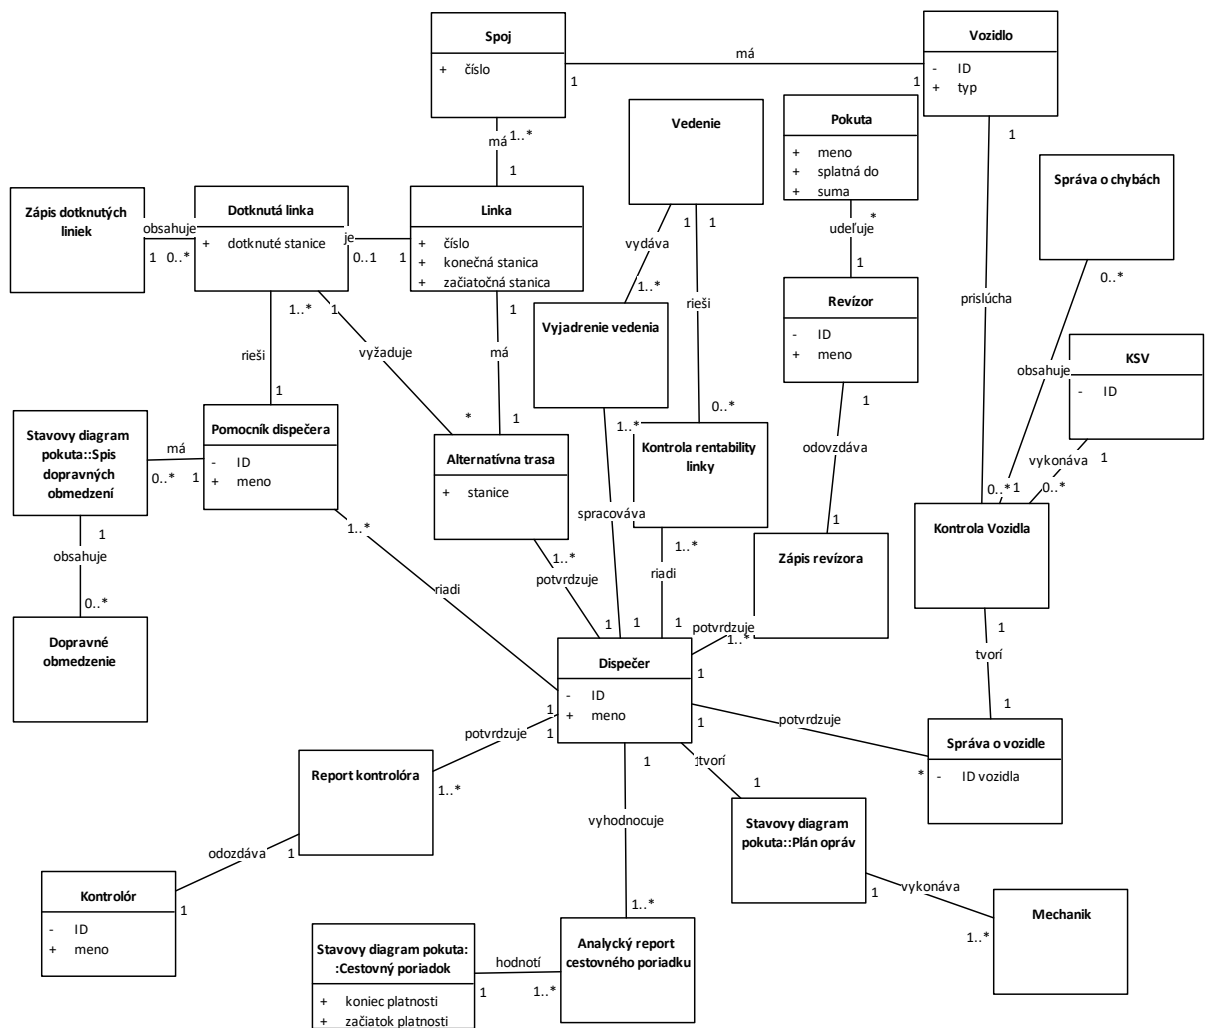 Spoj
+ číslo
má
1
1
Vozidlo
- ID
+ typ
1
1..*
má
1
Vedenie
1
1
Pokuta
+ meno
+ splatná do
+ suma
*
udeľuje
1
Správa o chybách
0..*
Zápis dotknutých
liniek
obsahuje
1
0..*
Dotknutá linka
+ dotknuté stanice
1..*
1
je
0..1
1
Linka
+ číslo
+ konečná stanica
+ začiatočná stanica
1
vydáva
1..*
rieši
0..*
prislúcha
Vyjadrenie vedenia
1..*
Revízor
- ID
+ meno
1
obsahuje
KSV
- ID
1
vykonáva
0..*
rieši
1
vyžaduje
*
má
1
Stavovy diagram
pokuta::Spis
dopravných
obmedzení
má
0..*
1
1
Pomocník dispečera
- ID
+ meno
1..*
Alternatívna trasa
+ stanice
1..*
potvrdzuje
1
spracováva
1
Kontrola rentability
linky
1..*
riadi
1
odovzdáva
1
Zápis revízora
1..*
potvrdzuje
1
0..*
1
Kontrola Vozidla
1
tvorí
1
obsahuje
0..*
Dopravné
obmedzenie
riadi
1
Dispečer
- ID
+ meno
1
1
1
1
potvrdzuje
*
Správa o vozidle
- ID vozidla
potvrdzuje
1..*
Report kontrolóra
1
odozdáva
1
Kontrolór
- ID
+ meno
vyhodnocuje
1..*
tvorí
1
Stavovy diagram
pokuta::Plán opráv
1
vykonáva
1..*
Mechanik
Stavovy diagram pokuta:
:Cestovný poriadok
+ koniec platnosti
+ začiatok platnosti
hodnotí
1
1..*
Analycký report
cestovného poriadku